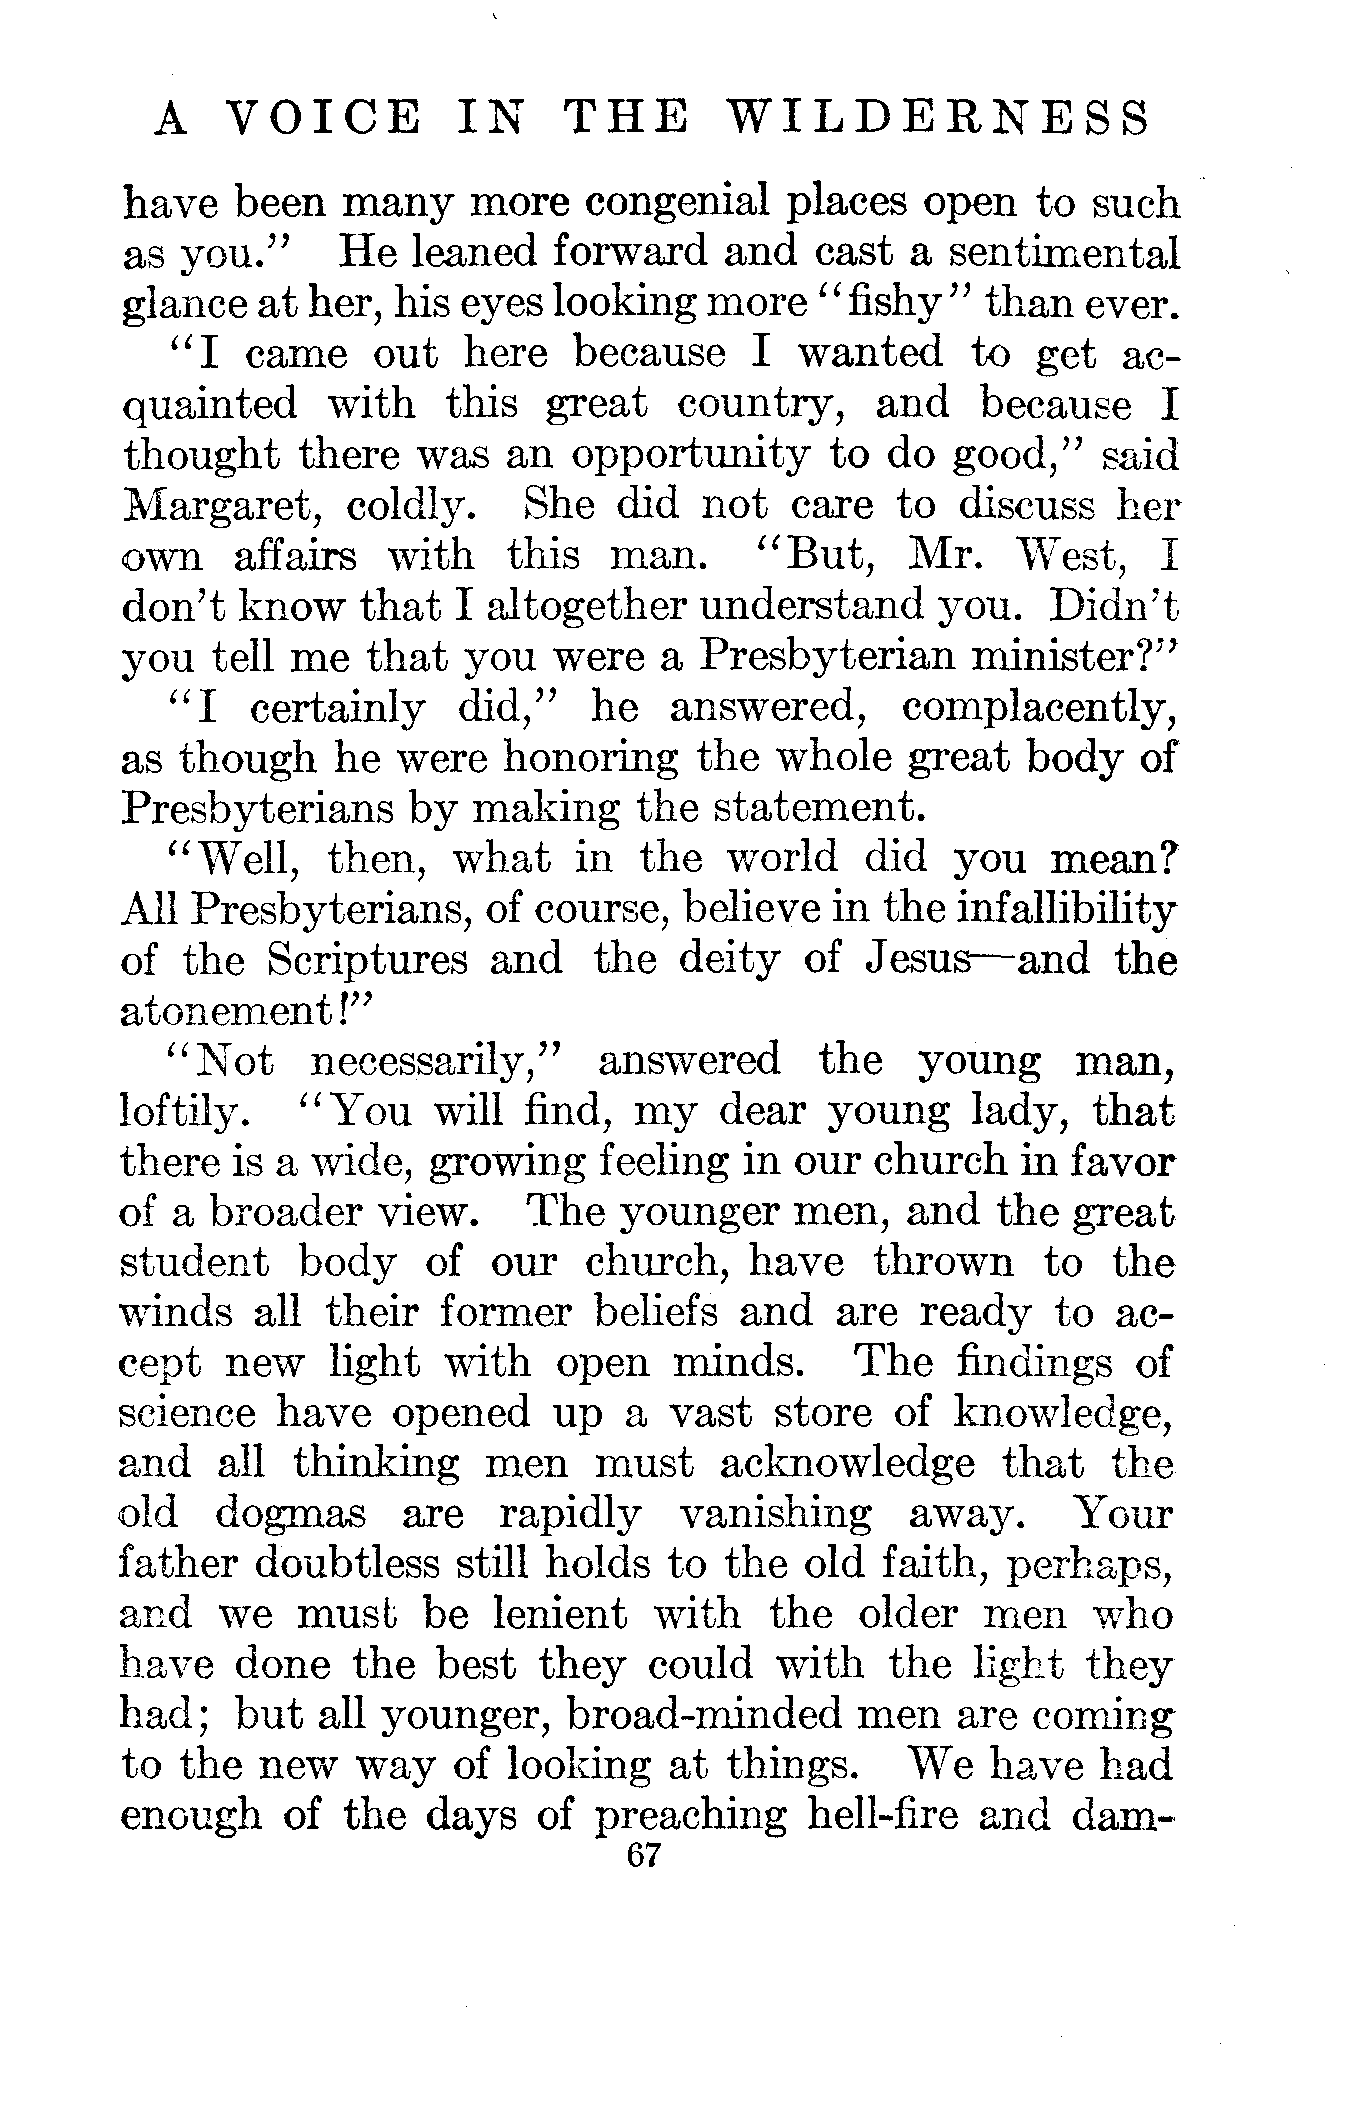 A VOICE IN THE WILDERNESS
have been many more congenial places open to such
as you." He leaned forward and cast a sentimental
glance at her, his eyes looking more "fishy" than ever.
"I came out here because I wanted to get ac-
quainted with this great country, and because I
thought there was an opportunity to do good," said
Margaret, coldly. She did not care to discuss her
own affairs with this man. "But, Mr. West, I
don't know that I altogether understand you. Didn't
you tell me that you were a Presbyterian minister?"
"I certainly did," he answered, complacently,
as though he were honoring the whole great body of
Presbyterians by making the statement.
"Well, then, what in the world did you mean?
All Presbyterians, of course, believe in the infallibility
of the Scriptures and the deity of Jesus—and the
atonement!"
"Not necessarily," answered the young man,
loftily. "You will find, my dear young lady, that
there is a wide, growing feeling in our church in favor
of a broader view. The younger men, and the great
student body of our church, have thrown to the
winds all their former beliefs and are ready to ac-
cept new light with open minds. The findings of
science have opened up a vast store of knowledge,
and all thinking men must acknowledge that the
old dogmas are rapidly vanishing away. Your
father doubtless still holds to the old faith, perhaps,
and we must be lenient with the older men who
have done the best they could with the light they
had; but all younger, broad-minded men are coming
to the new way of looking at things. We have had
enough of the days of preaching hell-fire and dam-
67